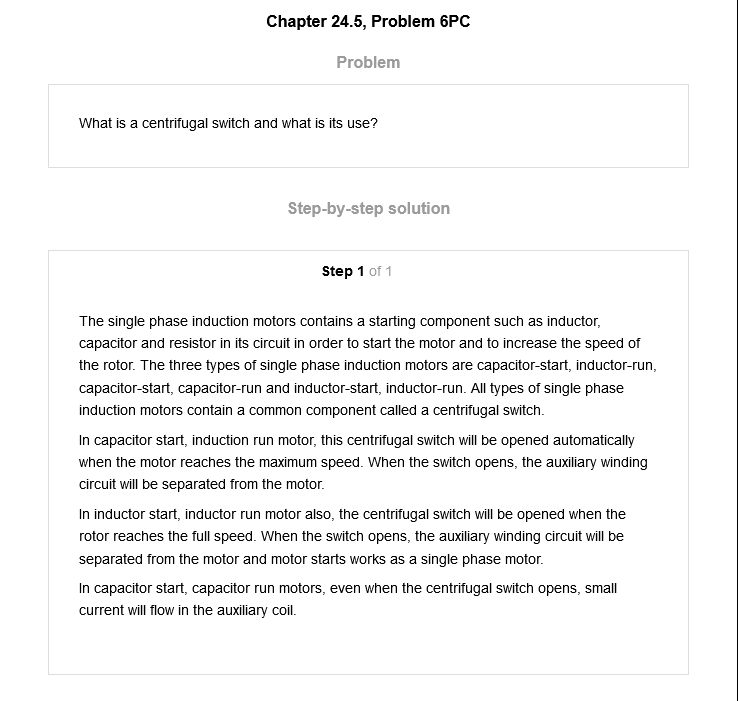 Chapter 24.5, Problem 6PC
Problem
What is a centrifugal switch and what is its use?
Step-by-step solution
Step 1 of 1
The single phase induction motors contains a starting component such as inductor,
capacitor and resistor in its circuit in order to start the motor and to increase the speed of
the rotor. The three types of single phase induction motors are capacitor-start, inductor-run,
capacitor-start, capacitor-run and inductor-start, inductor-run. All types of single phase
induction motors contain a common component called a centrifugal switch.
In capacitor start, induction run motor, this centrifugal switch will be opened automatically
when the motor reaches the maximum speed. When the switch opens, the auxiliary winding
circuit will be separated from the motor.
In inductor start, inductor run motor also, the centrifugal switch will be opened when the
rotor reaches the full speed. When the switch opens, the auxiliary winding circuit will be
separated from the motor and motor starts works as a single phase motor.
In capacitor start, capacitor run motors, even when the centrifugal switch opens, small
current will flow in the auxiliary coil.